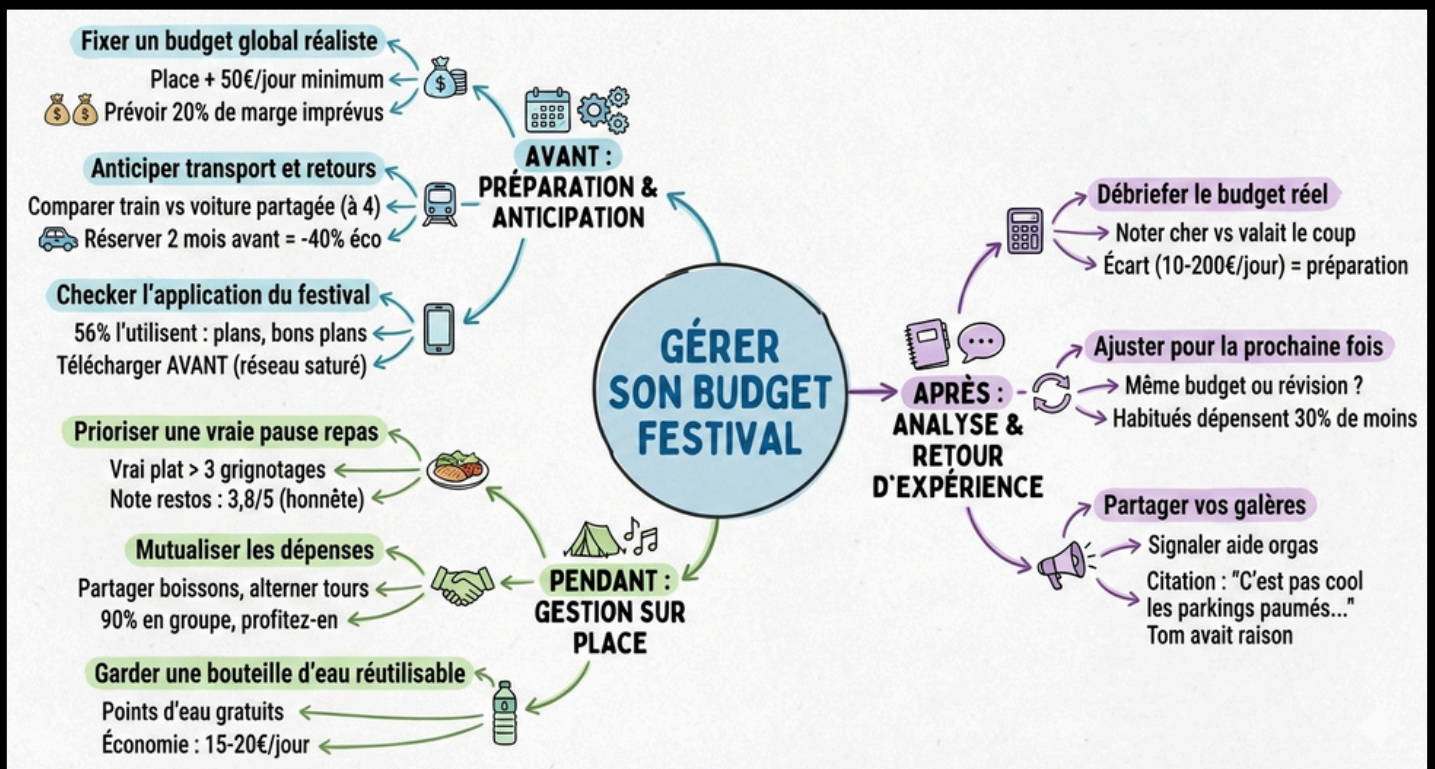 Fixer un budget global réaliste
Place + 50€/jour minimum
Prévoir 20% de marge imprévus
Anticiper transport et retours
Comparer train vs voiture partagée (à 4)
Réserver 2 mois avant = -40% éco
Checker l'application du festival
56% l'utilisent : plans, bons plans
Télécharger AVANT (réseau saturé)
AVANT :
PRÉPARATION &
ANTICIPATION
GÉRER
SON BUDGET
FESTIVAL
Prioriser une vraie pause repas
Vrai plat > 3 grignotages
Note restos : 3,8/5 (honnête)
Mutualiser les dépenses
Partager boissons, alterner tours
90% en groupe, profitez-en
Garder une bouteille d'eau réutilisable
Points d'eau gratuits
Économie : 15-20€/jour
PENDANT :
GESTION SUR
PLACE
APRÈS :
ANALYSE &
RETOUR
D'EXPÉRIENCE
Débriefer le budget réel
Noter cher vs valait le coup
Écart (10-200€/jour) = préparation
Ajuster pour la prochaine fois
Même budget ou révision ?
Habitués dépensent 30% de moins
Partager vos galères
Signaler aide orgas
Citation : "C'est pas cool
les parkings paumés..."
Tom avait raison